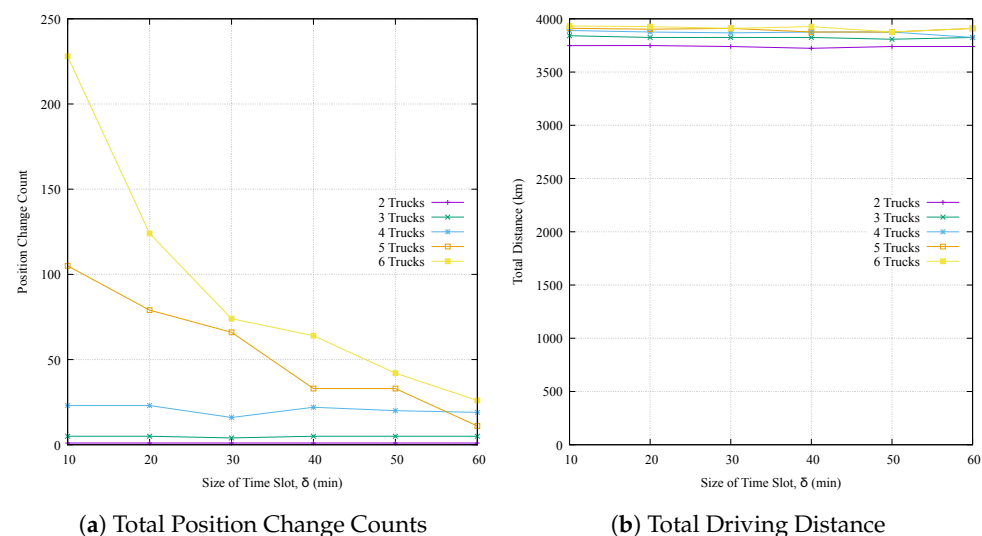 250
200
150
100
50
0
10 20 30 40 50 60
Position Change Count
Size of Time Slot, δ (min)
2 Trucks
3 Trucks
4 Trucks
5 Trucks
6 Trucks
(a) Total Position Change Counts
4000
3500
3000
2500
2000
1500
1000
500
0
10 20 30 40 50 60
Total Distance (km)
Size of Time Slot, δ (min)
2 Trucks
3 Trucks
4 Trucks
5 Trucks
6 Trucks
(b) Total Driving Distance